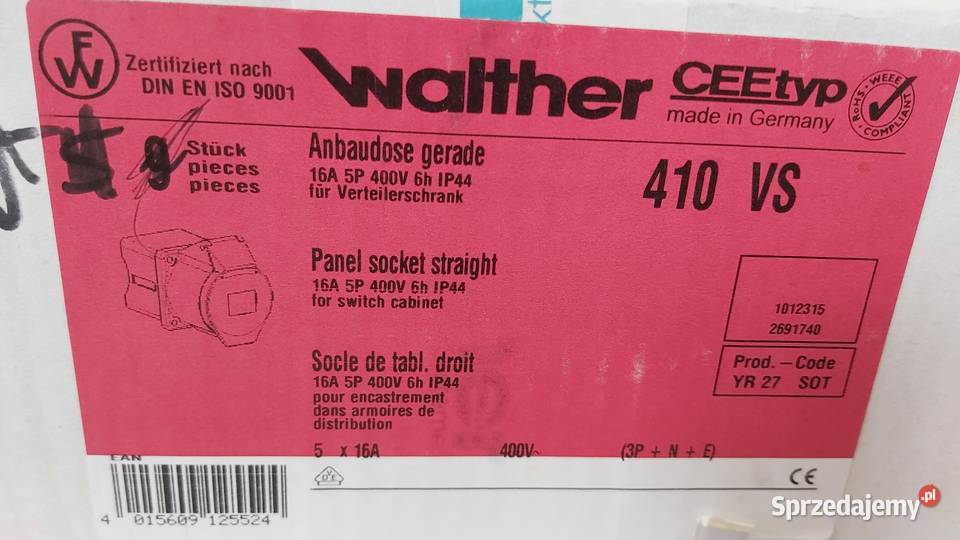 FW
Zertifiziert nach
DIN EN ISO 9001
Walther
CEEtyp
made in Germany
RoHS WEEE
COMPLIANT
Stück
pieces
pieces
Anbaudose gerade
16A 5P 400V 6h IP44
für Verteilerschrank
410 VS
Panel socket straight
16A 5P 400V 6h IP44
for switch cabinet
1012315
2691740
Socle de tabl. droit
16A 5P 400V 6h IP44
pour encastrement
dans armoires de
distribution
Prod.-Code
YR 27 SOT
5 x 16A 400V~ (3P + N + E)
EAN
VDE
CE
4 015609 125524
Sprzedajemy.pl